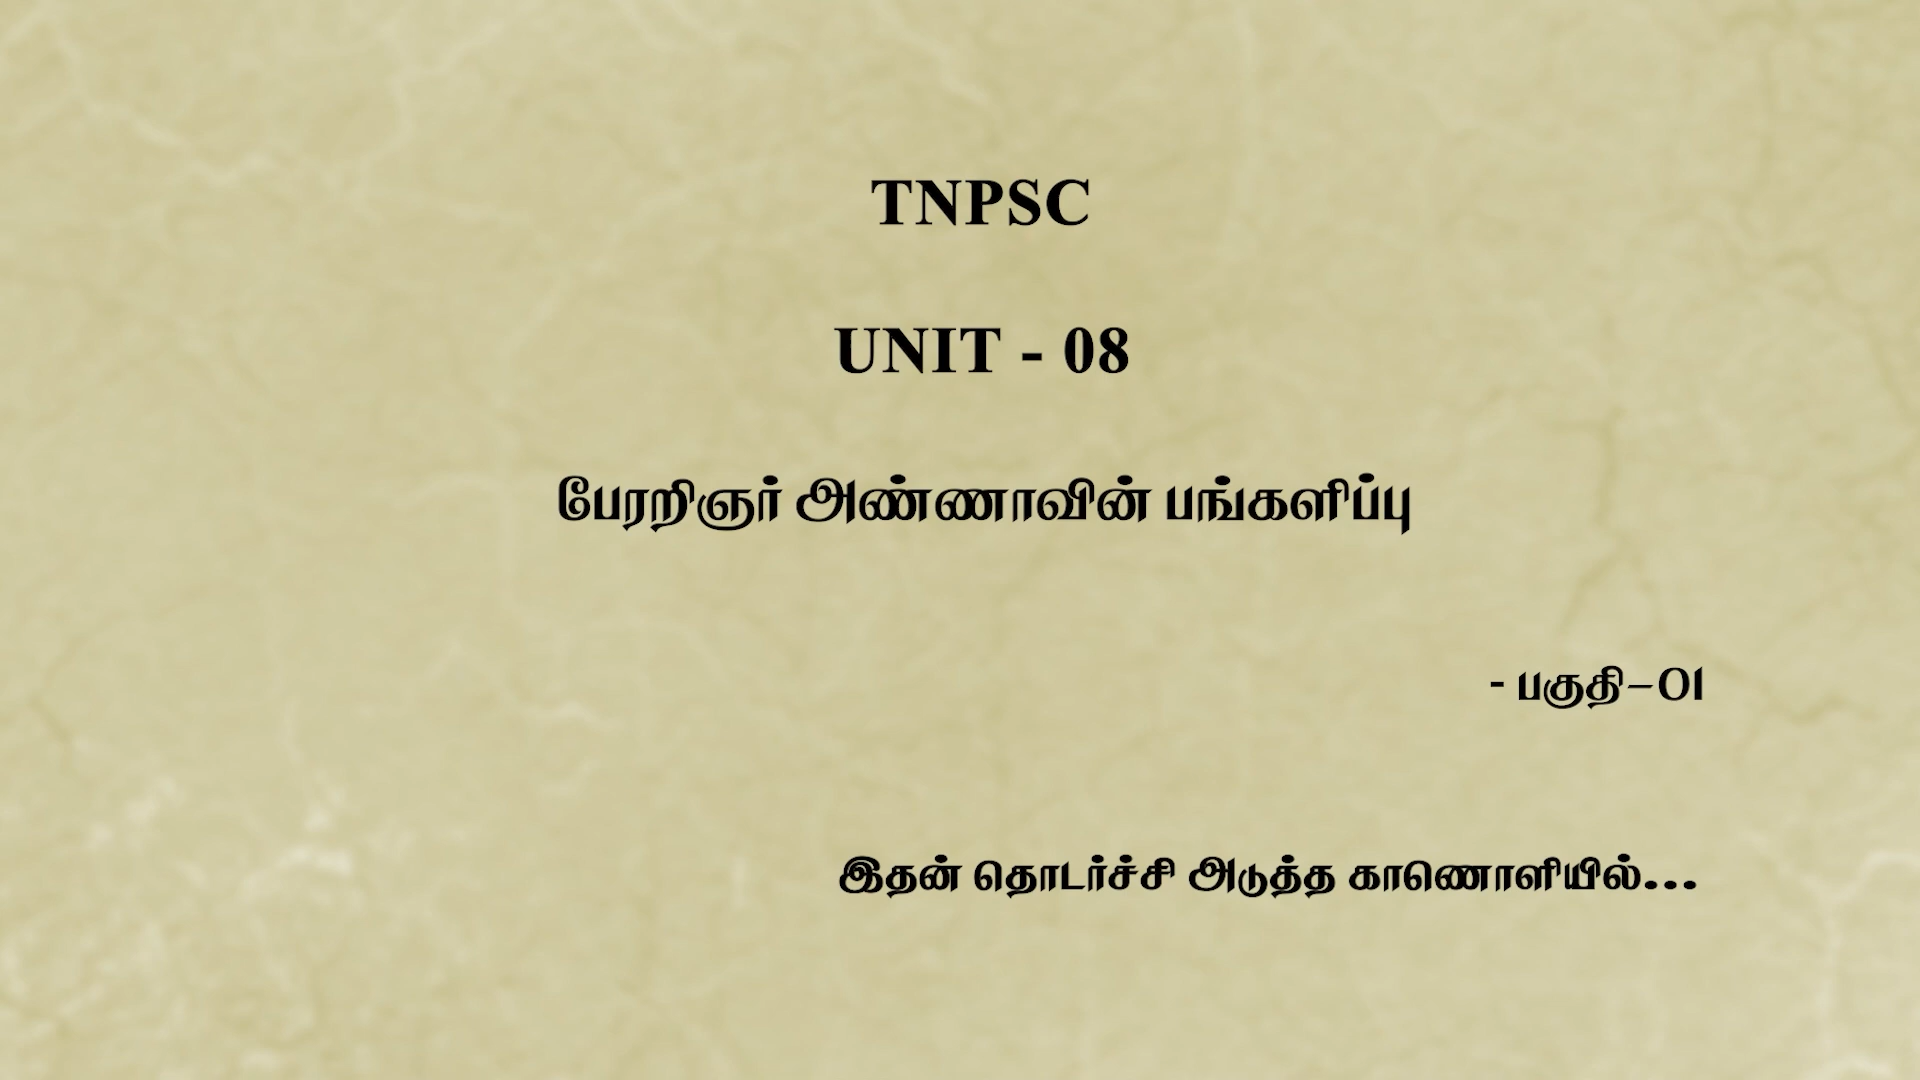 TNPSC
UNIT - 08
பேரறிஞர் அண்ணாவின் பங்களிப்பு
- பகுதி-01
இதன் தொடர்ச்சி அடுத்த காணொளியில்...